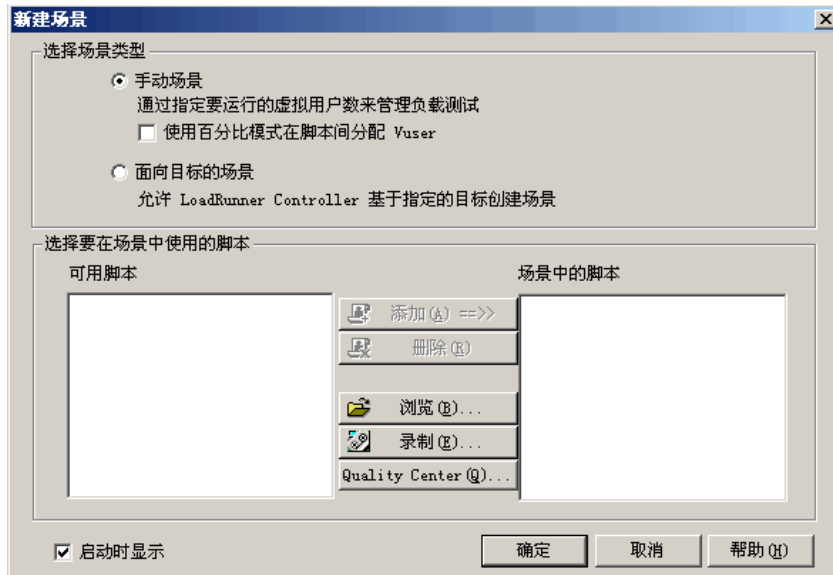 新建场景
选择场景类型
手动场景
通过指定要运行的虚拟用户数来管理负载测试
使用百分比模式在脚本间分配 Vuser
面向目标的场景
允许 LoadRunner Controller 基于指定的目标创建场景
选择要在场景中使用的脚本
可用脚本
场景中的脚本
添加(A) ==>>
删除(R)
浏览(B)...
录制(E)...
Quality Center(Q)...
启动时显示
确定
取消
帮助(H)